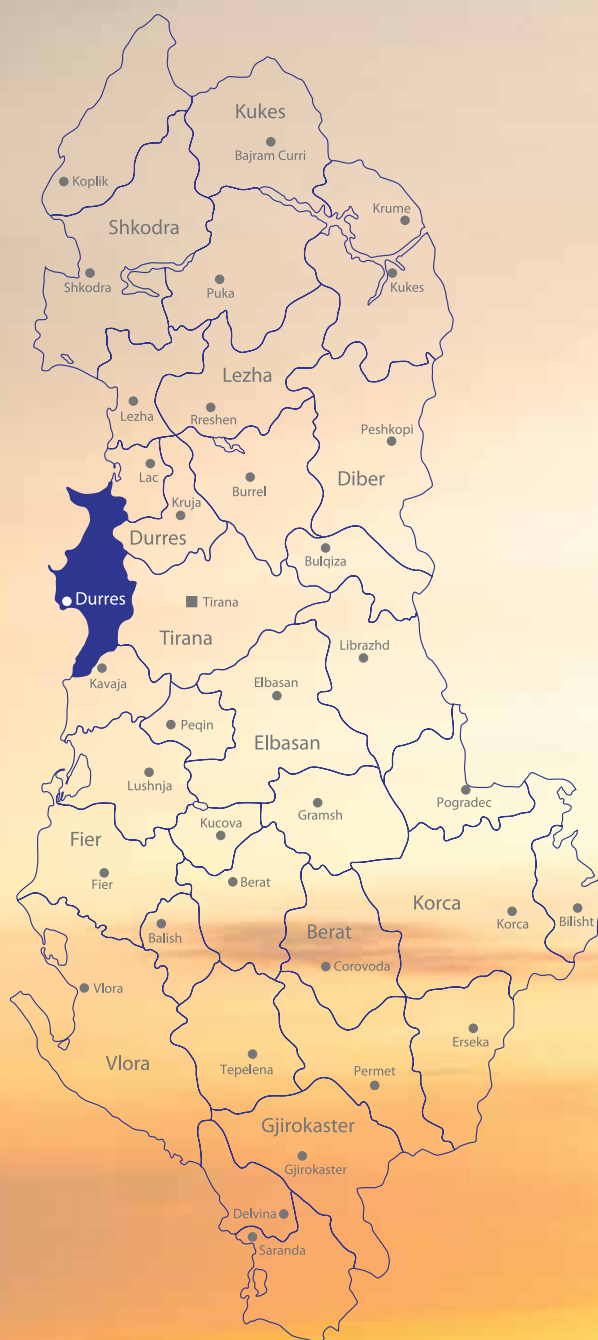 Kukes
Bajram Curri
Koplik
Krume
Shkodra
Shkodra
Puka
Kukes
Lezha
Lezha
Rreshen
Peshkopi
Lac
Burrel
Diber
Kruja
Durres
Bulqiza
Durres
Tirana
Tirana
Librazhd
Kavaja
Elbasan
Peqin
Elbasan
Lushnja
Pogradec
Gramsh
Kucova
Fier
Fier
Berat
Korca
Korca
Bilisht
Balish
Berat
Corovoda
Vlora
Erseka
Vlora
Tepelena
Permet
Gjirokaster
Gjirokaster
Delvina
Saranda